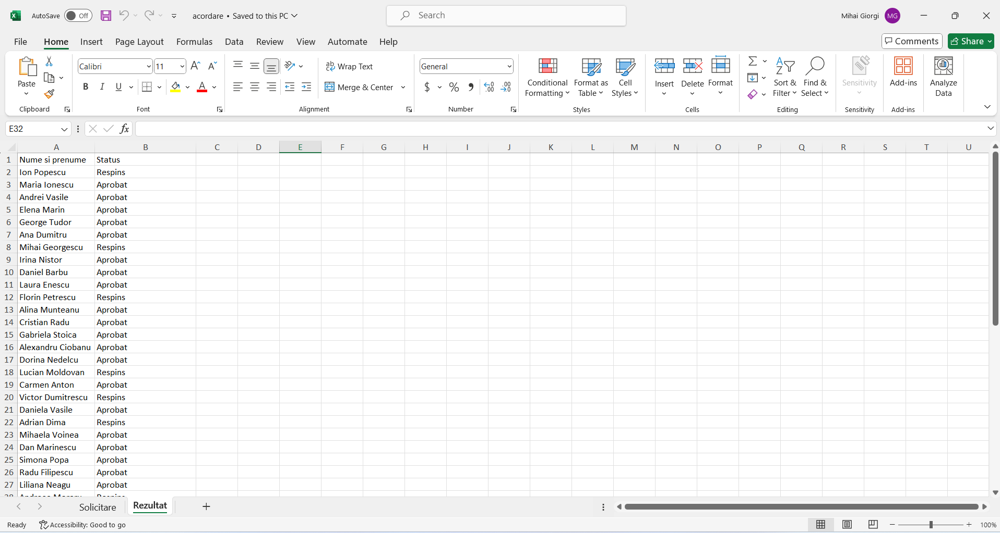 AutoSave Off acordare • Saved to this PC Search Mihai Giorgi MG
File Home Insert Page Layout Formulas Data Review View Automate Help Comments Share
Paste
Clipboard
Calibri 11
B I U A
Font
Wrap Text
Merge & Center
Alignment
General
$ % 9 .00 .00
Number
Conditional Formatting
Format as Table
Cell Styles
Styles
Insert Delete Format
Cells
Sort & Filter
Find & Select
Editing
Sensitivity
Sensitivity
Add-ins
Add-ins
Analyze Data
E32 fx
A B C D E F G H I J K L M N O P Q R S T U
1 Nume si prenume Status
2 Ion Popescu Respins
3 Maria Ionescu Aprobat
4 Andrei Vasile Aprobat
5 Elena Marin Aprobat
6 George Tudor Aprobat
7 Ana Dumitru Aprobat
8 Mihai Georgescu Respins
9 Irina Nistor Aprobat
10 Daniel Barbu Aprobat
11 Laura Enescu Aprobat
12 Florin Petrescu Respins
13 Alina Munteanu Aprobat
14 Cristian Radu Aprobat
15 Gabriela Stoica Aprobat
16 Alexandru Ciobanu Aprobat
17 Dorina Nedelcu Aprobat
18 Lucian Moldovan Respins
19 Carmen Anton Aprobat
20 Victor Dumitrescu Respins
21 Daniela Vasile Aprobat
22 Adrian Dima Respins
23 Mihaela Voinea Aprobat
24 Dan Marinescu Aprobat
25 Simona Popa Aprobat
26 Radu Filipescu Aprobat
27 Liliana Neagu Aprobat
Solicitare Rezultat
Ready Accessibility: Good to go 100%